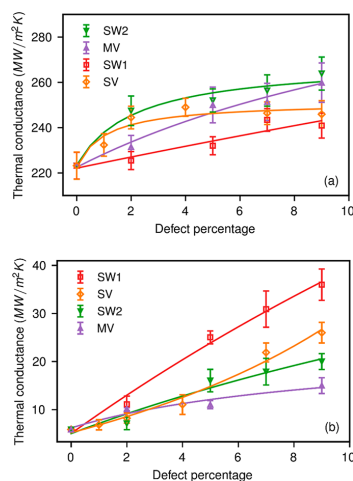 Thermal conductance (MW/m²K)
280
260
240
220
SW2
MV
SW1
SV
(a)
0 2 4 6 8 10
Defect percentage
Thermal conductance (MW/m²K)
40
30
20
10
SW1
SV
SW2
MV
(b)
0 2 4 6 8 10
Defect percentage